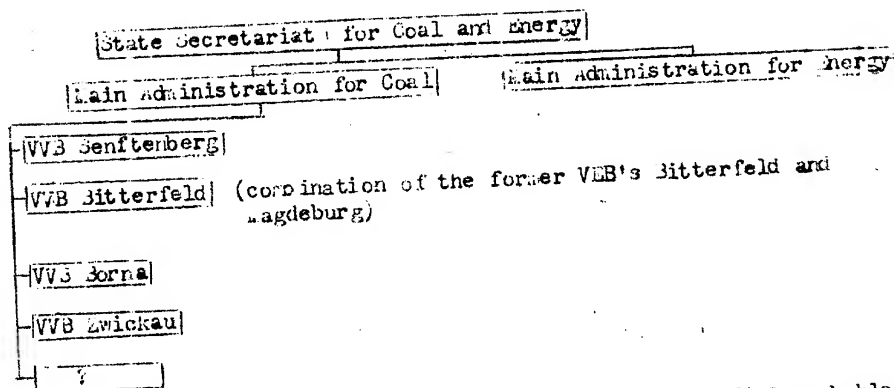 State Secretariat for Coal and Energy
Main Administration for Coal
Main Administration for Energy
VVB Senftenberg
VVB Bitterfeld (combination of the former VEB's Bitterfeld and
Magdeburg)
VVB Borna
VVB Zwickau
?